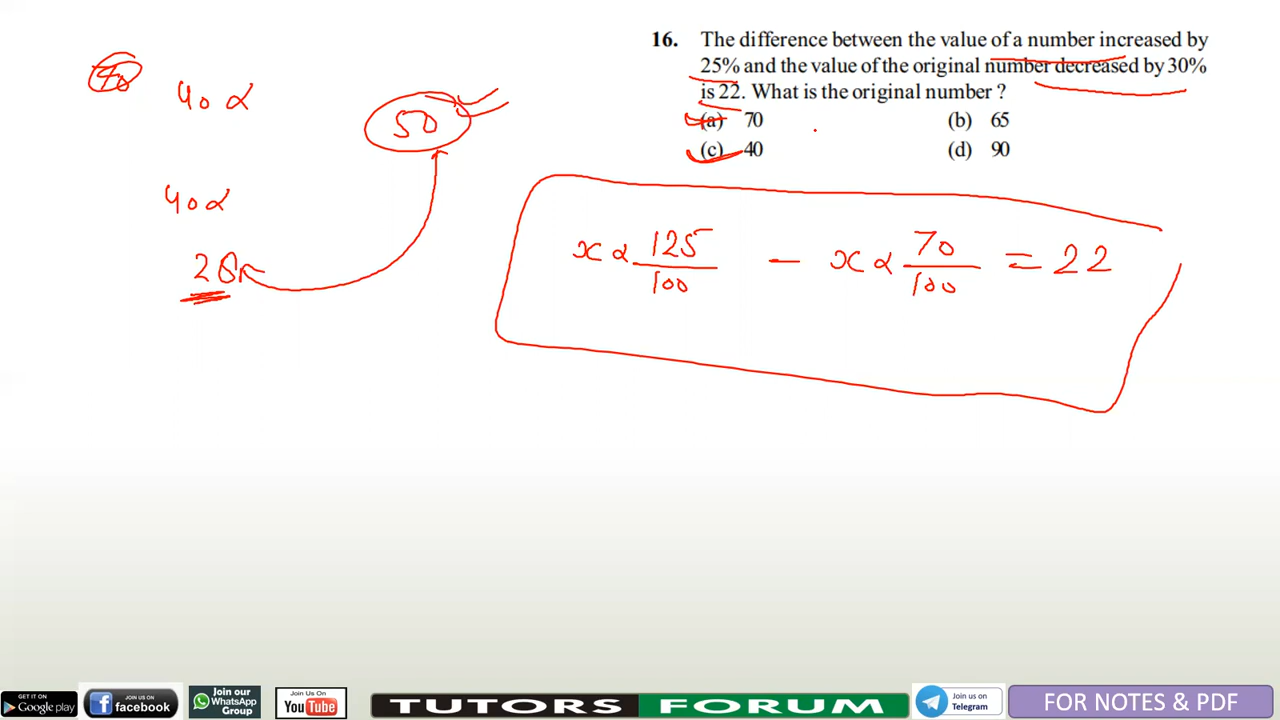 16. The difference between the value of a number increased by
25% and the value of the original number decreased by 30%
is 22. What is the original number ?
(a) 70 (b) 65
(c) 40 (d) 90
40 x
50
40 x
28
x x 125/100 - x x 70/100 = 22
GET IT ON
Google play
JOIN US ON
facebook
Join our
WhatsApp
Group
Join Us On
YouTube
TUTORS FORUM
Join us on
Telegram
FOR NOTES & PDF